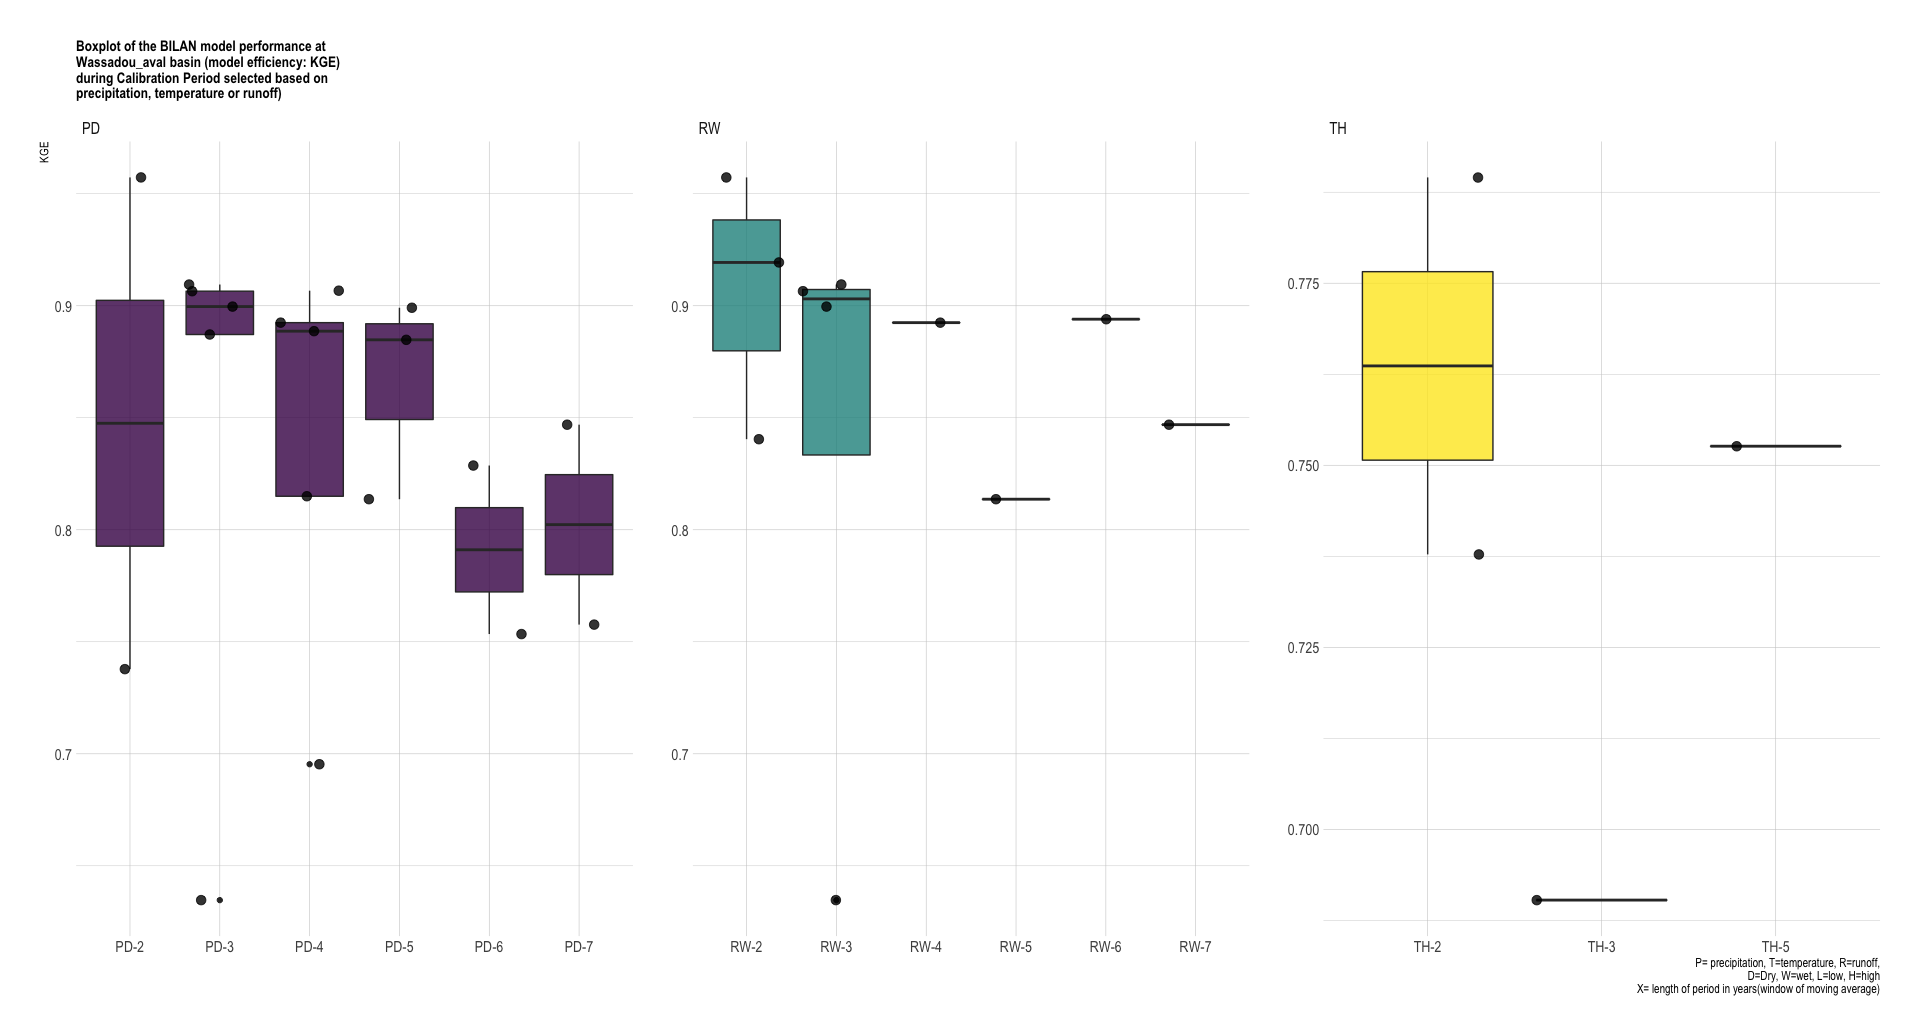 Boxplot of the BILAN model performance at
Wassadou_aval basin (model efficiency: KGE)
during Calibration Period selected based on
precipitation, temperature or runoff)
PD
RW
TH
KGE
0.9
0.8
0.7
PD-2
PD-3
PD-4
PD-5
PD-6
PD-7
0.9
0.8
0.7
RW-2
RW-3
RW-4
RW-5
RW-6
RW-7
0.775
0.750
0.725
0.700
TH-2
TH-3
TH-5
P= precipitation, T=temperature, R=runoff,
D=Dry, W=wet, L=low, H=high
X= length of period in years(window of moving average)